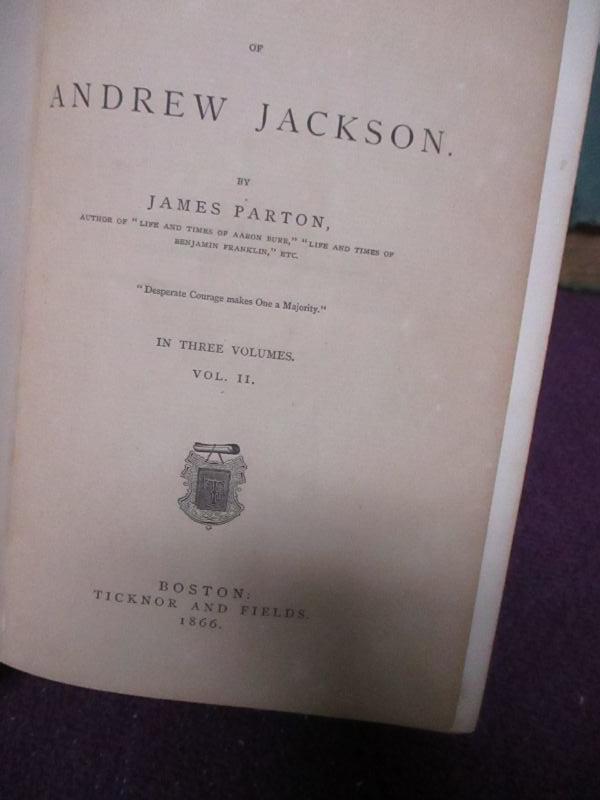 OF
ANDREW JACKSON.
BY
JAMES PARTON,
AUTHOR OF "LIFE AND TIMES OF AARON BURR," "LIFE AND TIMES OF
BENJAMIN FRANKLIN," ETC.
"Desperate Courage makes One a Majority."
IN THREE VOLUMES.
VOL. II.
BOSTON:
TICKNOR AND FIELDS.
1866.